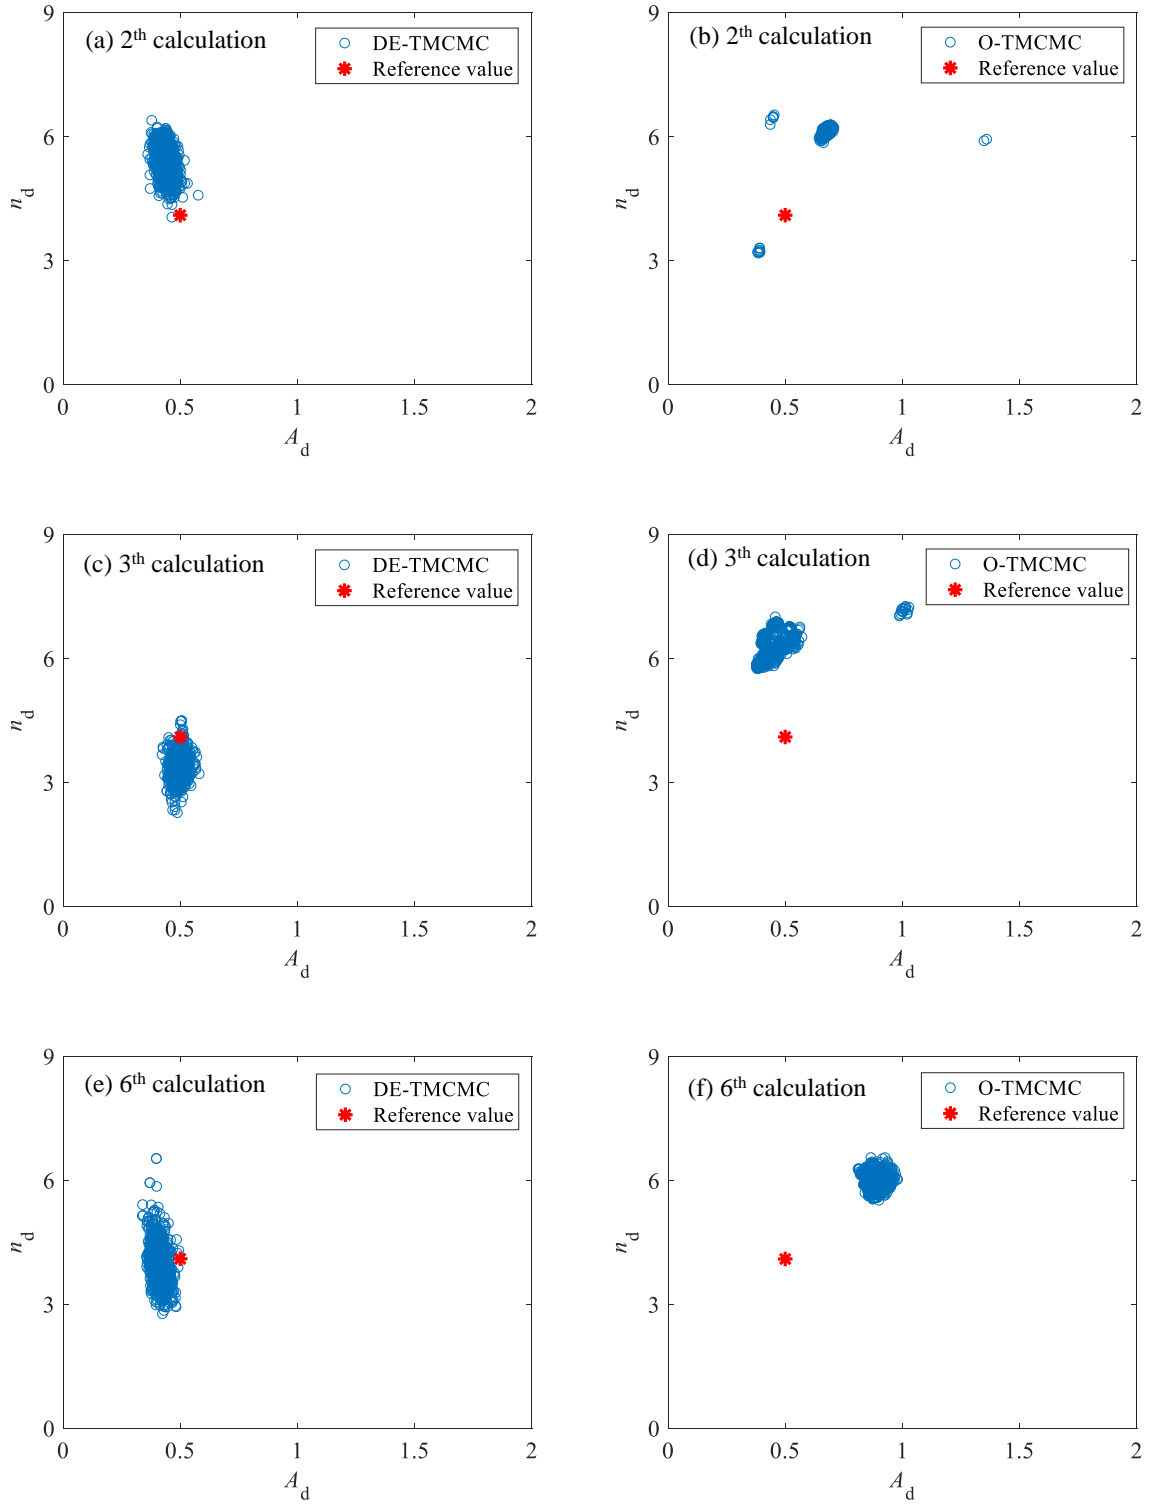 (a) 2th calculation
DE-TMCMC
Reference value
9
6
3
0
nd
0 0.5 1 1.5 2
Ad
(b) 2th calculation
O-TMCMC
Reference value
9
6
3
0
nd
0 0.5 1 1.5 2
Ad
(c) 3th calculation
DE-TMCMC
Reference value
9
6
3
0
nd
0 0.5 1 1.5 2
Ad
(d) 3th calculation
O-TMCMC
Reference value
9
6
3
0
nd
0 0.5 1 1.5 2
Ad
(e) 6th calculation
DE-TMCMC
Reference value
9
6
3
0
nd
0 0.5 1 1.5 2
Ad
(f) 6th calculation
O-TMCMC
Reference value
9
6
3
0
nd
0 0.5 1 1.5 2
Ad